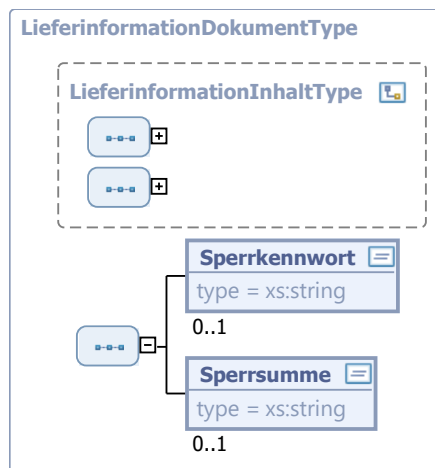 LieferinformationDokumentType
LieferinformationInhaltType
Sperrkennwort
type = xs:string
0..1
Sperrsumme
type = xs:string
0..1